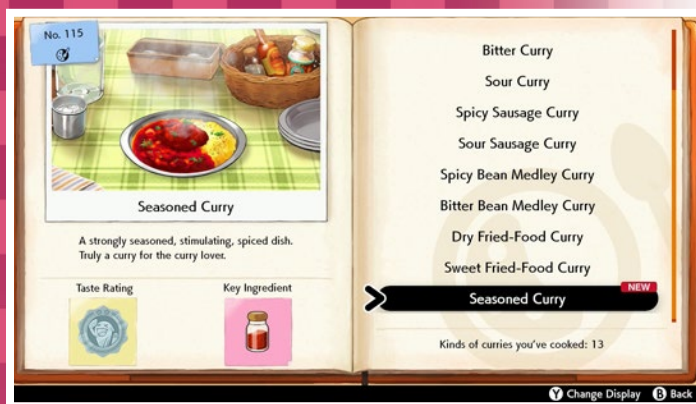 No. 115
Seasoned Curry
A strongly seasoned, stimulating, spiced dish.
Truly a curry for the curry lover.
Taste Rating
Key Ingredient
Bitter Curry
Sour Curry
Spicy Sausage Curry
Sour Sausage Curry
Spicy Bean Medley Curry
Bitter Bean Medley Curry
Dry Fried-Food Curry
Sweet Fried-Food Curry
NEW
Seasoned Curry
Kinds of curries you've cooked: 13
Y Change Display B Back